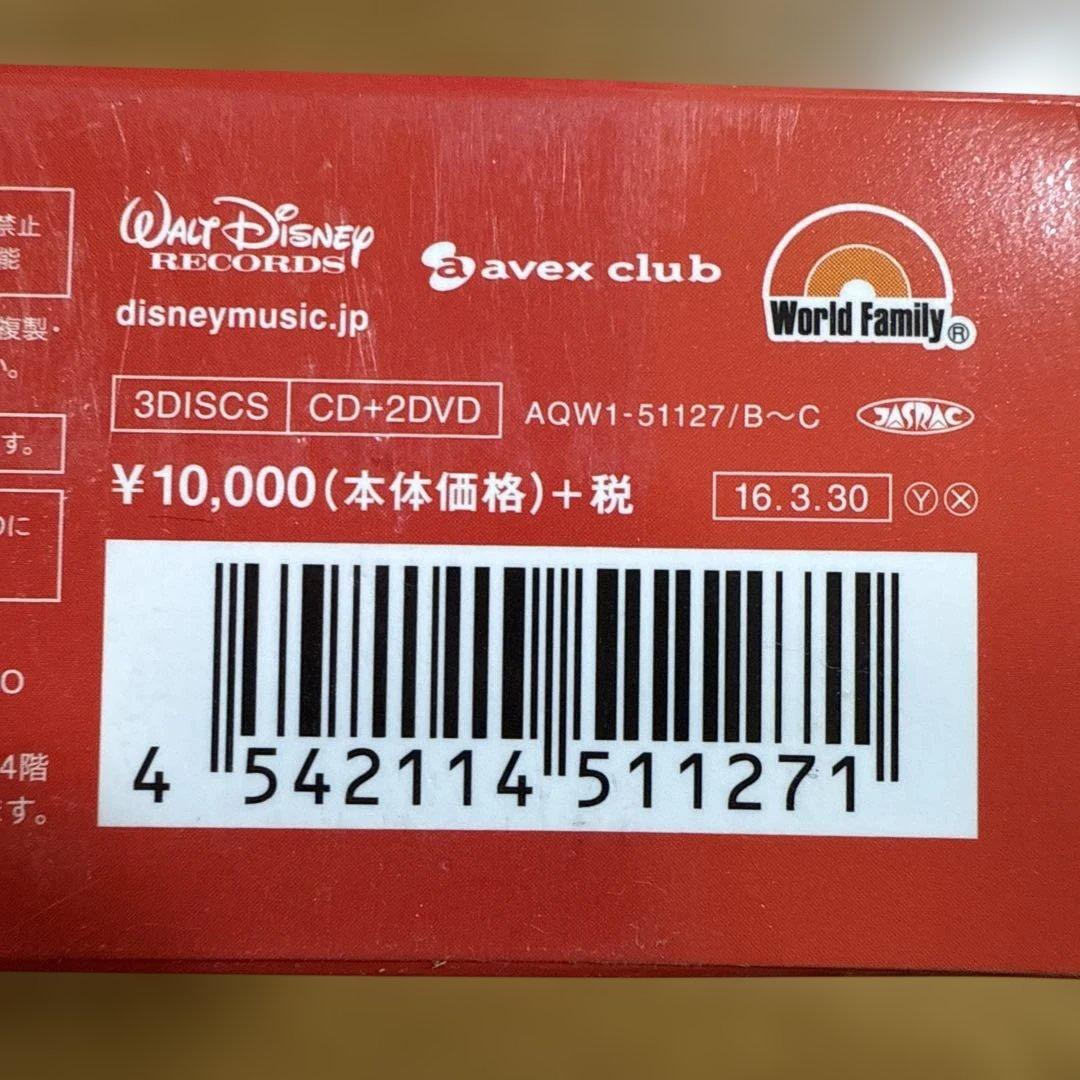 禁止
能
複製・
い。
す。
のに
O
4階
ます。
WALT DISNEY
RECORDS
disneymusic.jp
a avex club
World Family®
3DISCS CD+2DVD AQW1-51127/B〜C JASRAC
¥10,000(本体価格)+税 16.3.30 Ⓨ Ⓧ
4 542114 511271